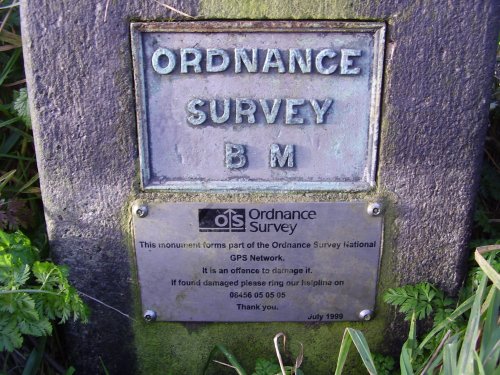 ORDNANCE
SURVEY
B M
OS Ordnance
Survey
This monument forms part of the Ordnance Survey National
GPS Network.
It is an offence to damage it.
If found damaged please ring our helpline on
08456 05 05 05
Thank you.
July 1999